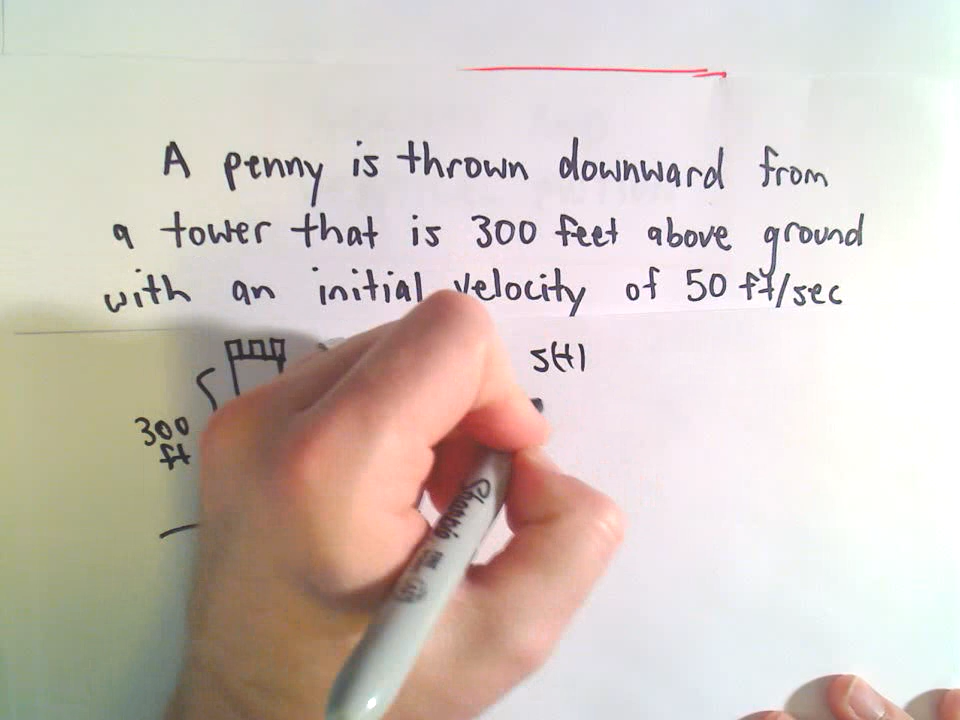 A penny is thrown downward from
a tower that is 300 feet above ground
with an initial velocity of 50 ft/sec
s(t)
300
ft
Sharpie